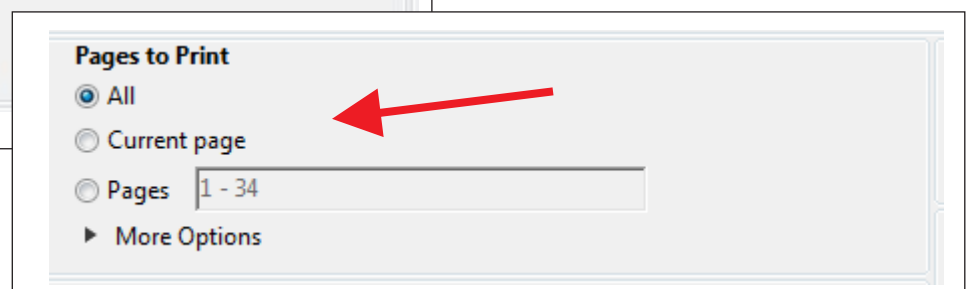 Pages to Print
All
Current page
Pages 1 - 34
More Options